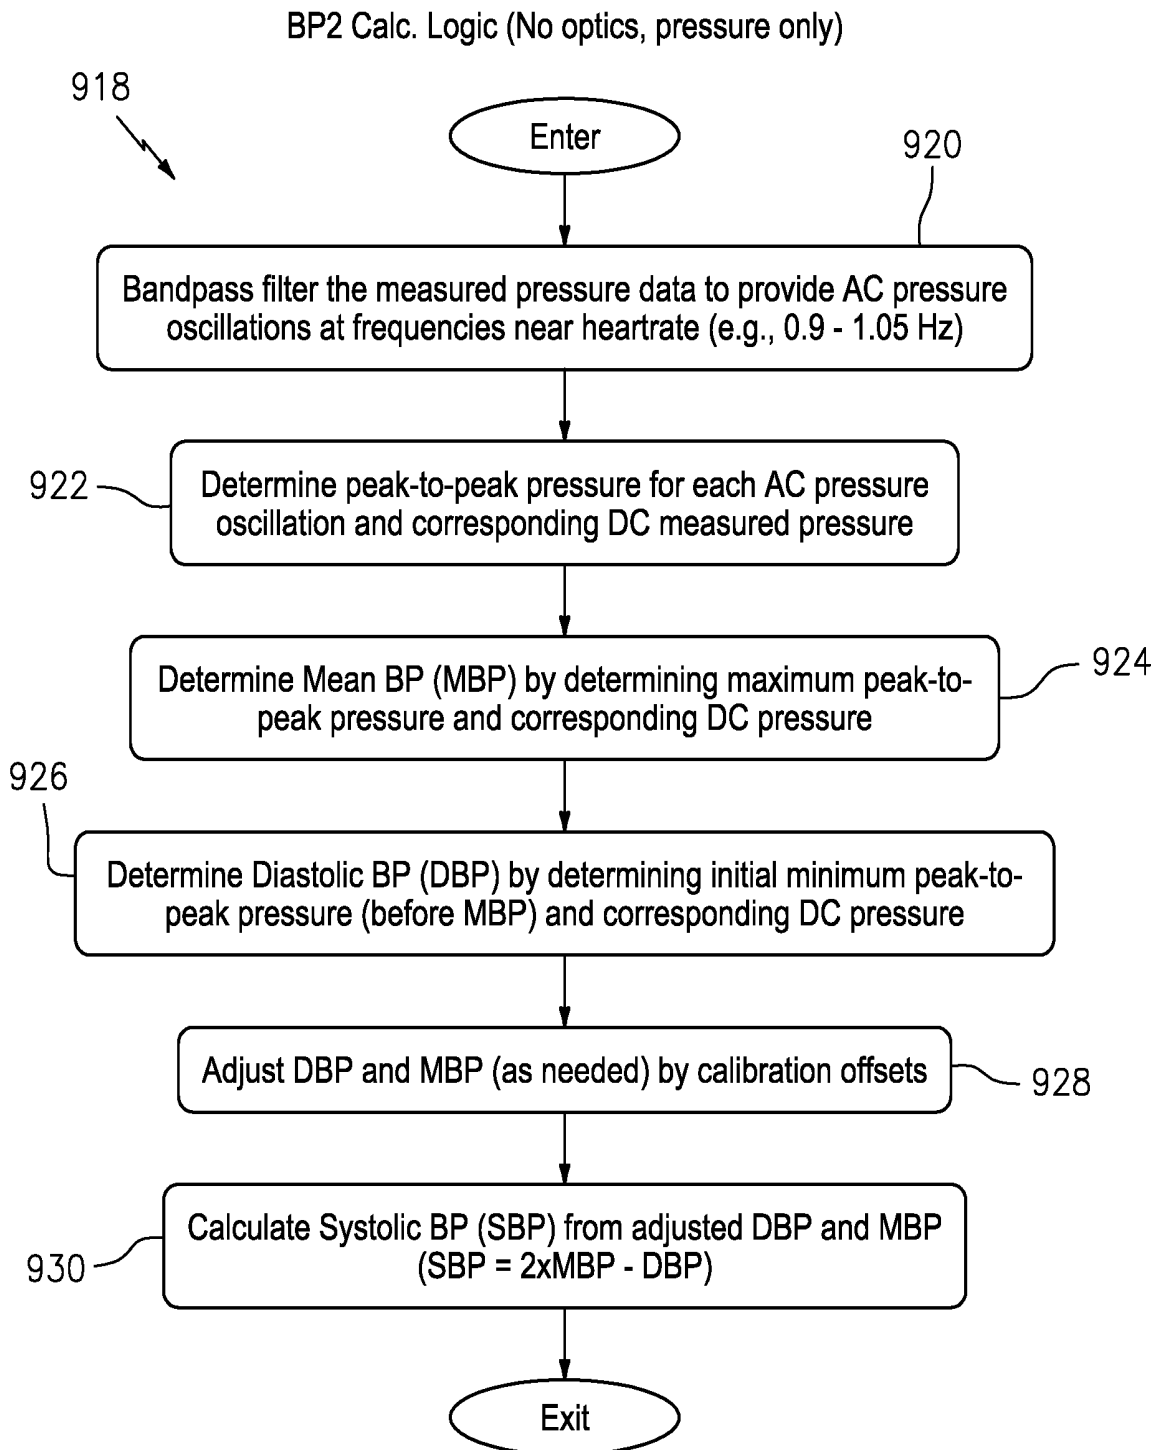 BP2 Calc. Logic (No optics, pressure only)
918
Enter
920
Bandpass filter the measured pressure data to provide AC pressure
oscillations at frequencies near heartrate (e.g., 0.9 - 1.05 Hz)
922
Determine peak-to-peak pressure for each AC pressure
oscillation and corresponding DC measured pressure
924
Determine Mean BP (MBP) by determining maximum peak-to-
peak pressure and corresponding DC pressure
926
Determine Diastolic BP (DBP) by determining initial minimum peak-to-
peak pressure (before MBP) and corresponding DC pressure
Adjust DBP and MBP (as needed) by calibration offsets
928
Calculate Systolic BP (SBP) from adjusted DBP and MBP
(SBP = 2xMBP - DBP)
930
Exit